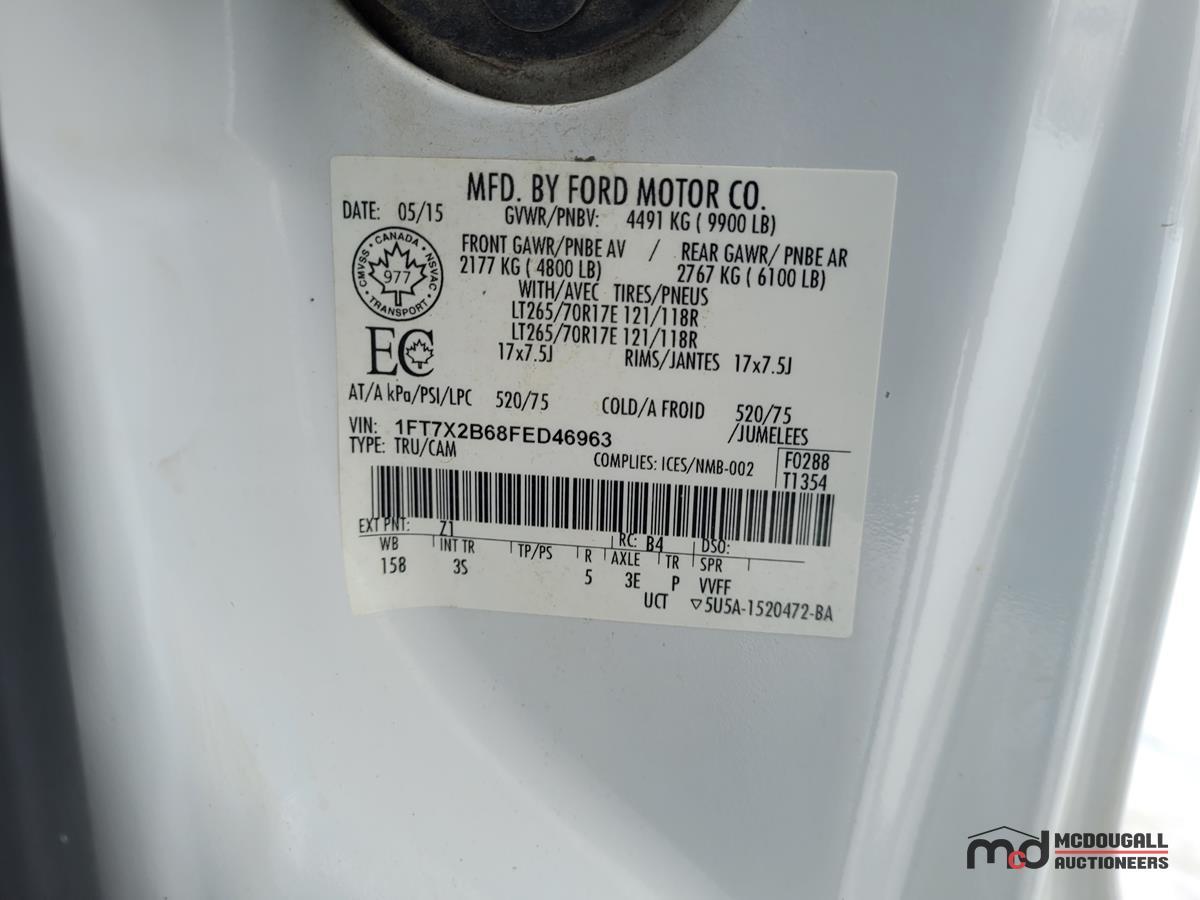 MFD. BY FORD MOTOR CO.
DATE: 05/15 GVWR/PNBV: 4491 KG ( 9900 LB)
FRONT GAWR/PNBE AV / REAR GAWR/ PNBE AR
2177 KG ( 4800 LB) 2767 KG ( 6100 LB)
WITH/AVEC TIRES/PNEUS
LT265/70R17E 121/118R
LT265/70R17E 121/118R
17x7.5J RIMS/JANTES 17x7.5J
CANADA
CMVSS NSVAC
977
TRANSPORT
EC
AT/A kPa/PSI/LPC 520/75 COLD/A FROID 520/75
VIN: 1FT7X2B68FED46963 /JUMELEES
TYPE: TRU/CAM COMPLIES: ICES/NMB-002 F0288
T1354
EXT PNT: Z1 RC: B4 DSO:
WB INT TR TP/PS R AXLE TR SPR
158 3S 5 3E P VVFF
UCT ▽5U5A-1520472-BA
mcd MCDOUGALL
AUCTIONEERS